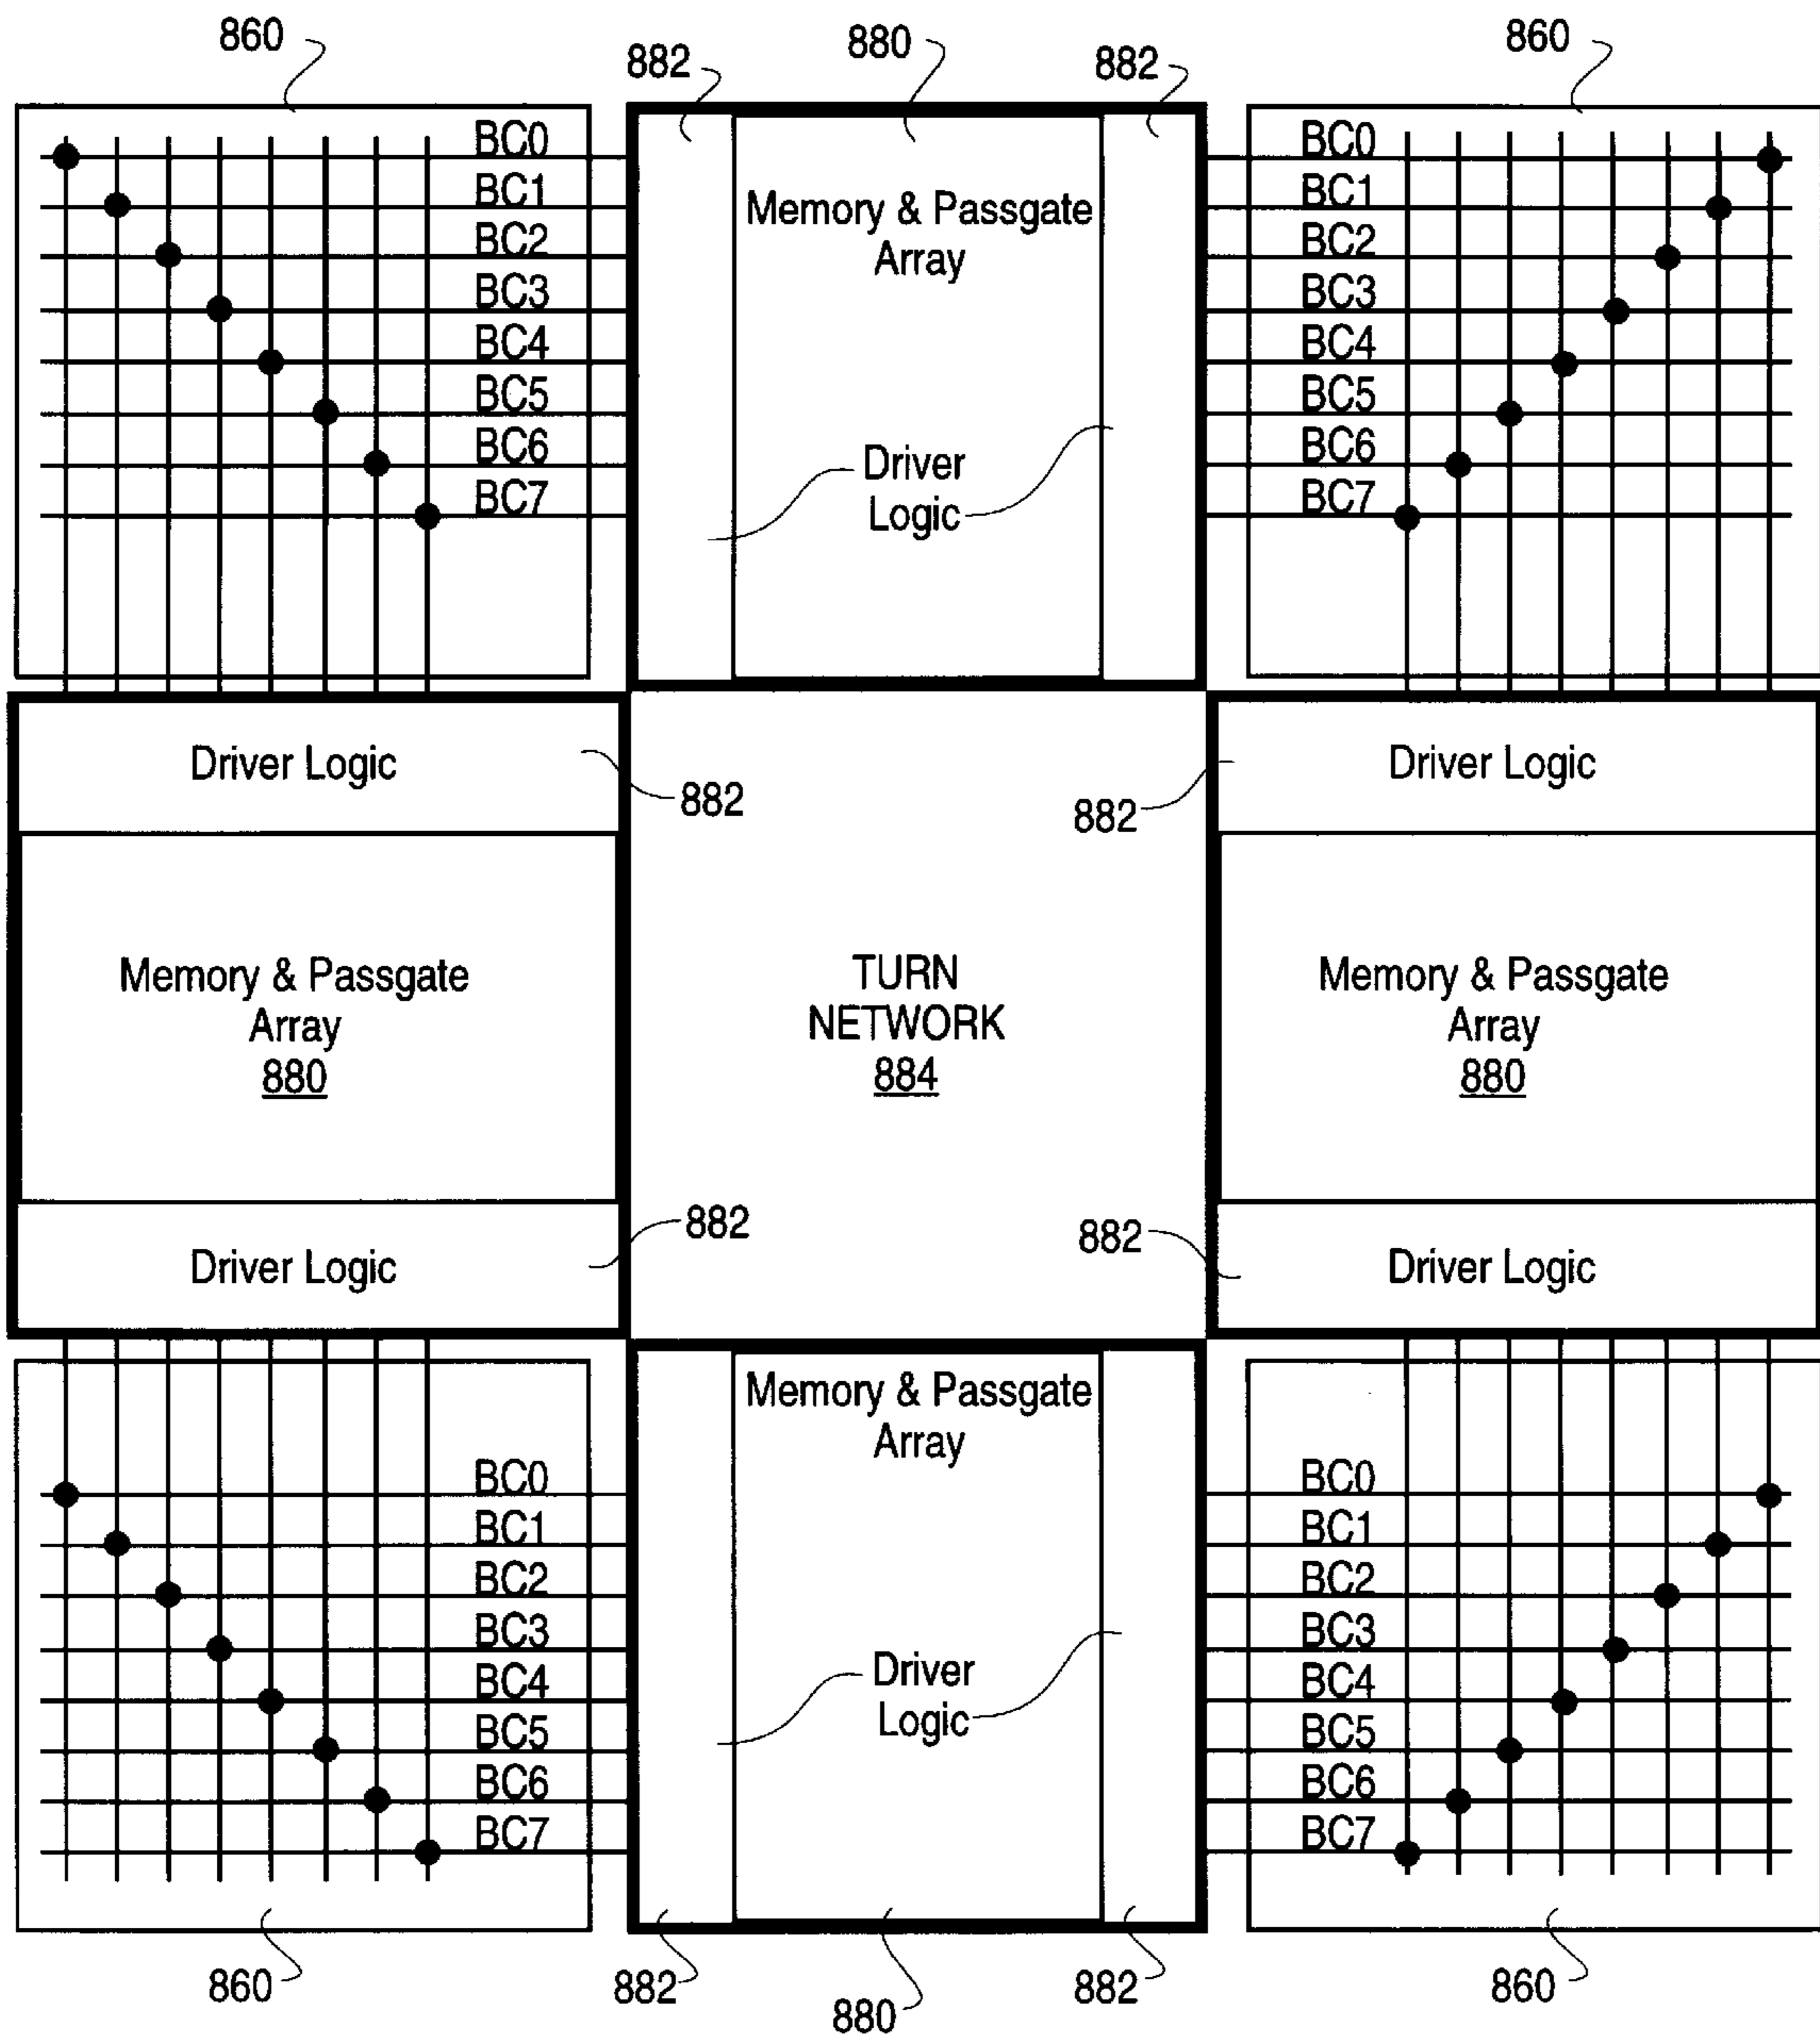 860
882
880
882
860
BC0
BC1
BC2
BC3
BC4
BC5
BC6
BC7
Memory & Passgate
Array
Driver
Logic
BC0
BC1
BC2
BC3
BC4
BC5
BC6
BC7
Driver Logic
882
882
Driver Logic
Memory & Passgate
Array
880
TURN
NETWORK
884
Memory & Passgate
Array
880
Driver Logic
882
882
Driver Logic
BC0
BC1
BC2
BC3
BC4
BC5
BC6
BC7
Memory & Passgate
Array
Driver
Logic
BC0
BC1
BC2
BC3
BC4
BC5
BC6
BC7
860
882
880
882
860